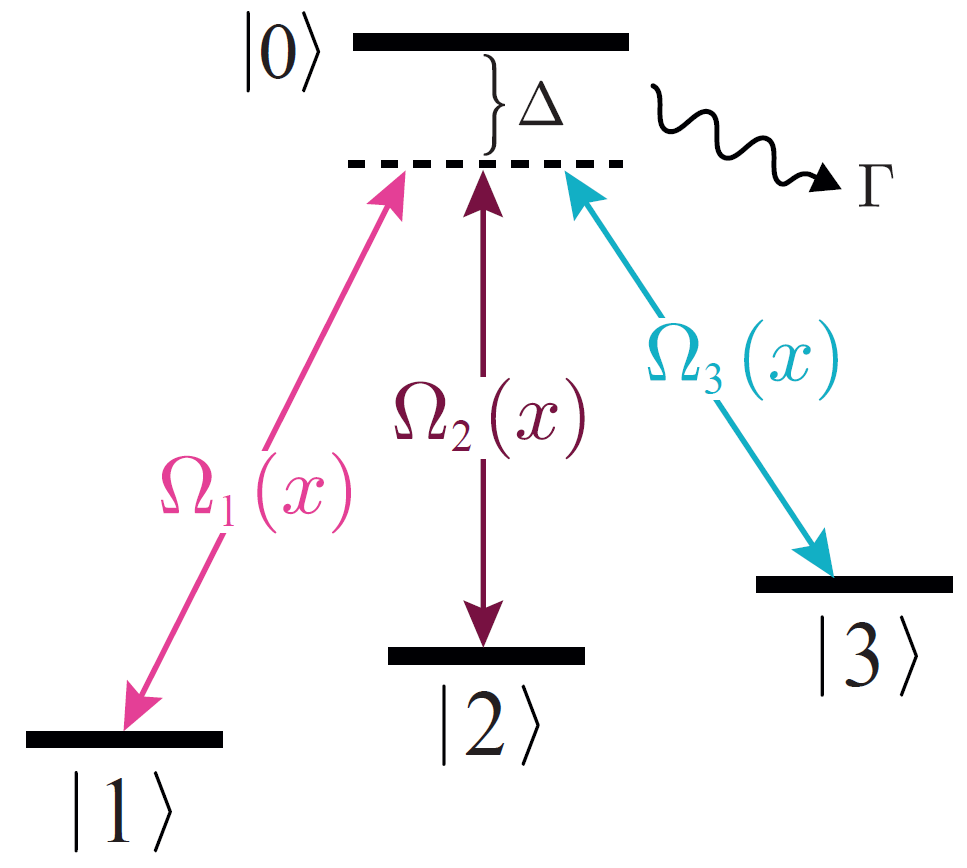 |0⟩
Δ
Γ
Ω₃(x)
Ω₂(x)
Ω₁(x)
|3⟩
|2⟩
|1⟩